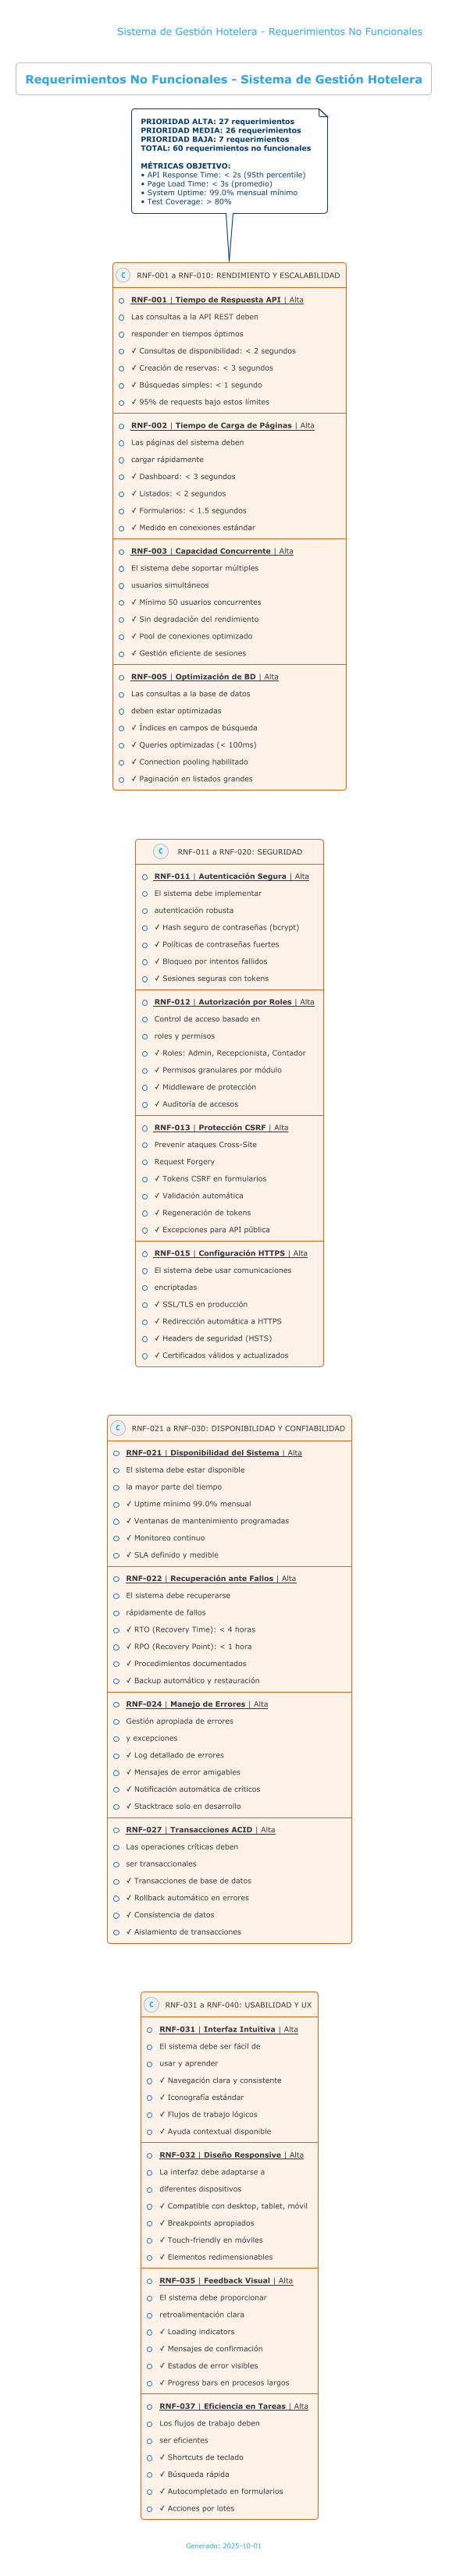 Sistema de Gestión Hotelera - Requerimientos No Funcionales
Requerimientos No Funcionales - Sistema de Gestión Hotelera
PRIORIDAD ALTA: 27 requerimientos
PRIORIDAD MEDIA: 26 requerimientos
PRIORIDAD BAJA: 7 requerimientos
TOTAL: 60 requerimientos no funcionales
MÉTRICAS OBJETIVO:
• API Response Time: < 2s (95th percentile)
• Page Load Time: < 3s (promedio)
• System Uptime: 99.0% mensual mínimo
• Test Coverage: > 80%
C RNF-001 a RNF-010: RENDIMIENTO Y ESCALABILIDAD
RNF-001 | Tiempo de Respuesta API | Alta
Las consultas a la API REST deben
responder en tiempos óptimos
✓ Consultas de disponibilidad: < 2 segundos
✓ Creación de reservas: < 3 segundos
✓ Búsquedas simples: < 1 segundo
✓ 95% de requests bajo estos límites
RNF-002 | Tiempo de Carga de Páginas | Alta
Las páginas del sistema deben
cargar rápidamente
✓ Dashboard: < 3 segundos
✓ Listados: < 2 segundos
✓ Formularios: < 1.5 segundos
✓ Medido en conexiones estándar
RNF-003 | Capacidad Concurrente | Alta
El sistema debe soportar múltiples
usuarios simultáneos
✓ Mínimo 50 usuarios concurrentes
✓ Sin degradación del rendimiento
✓ Pool de conexiones optimizado
✓ Gestión eficiente de sesiones
RNF-005 | Optimización de BD | Alta
Las consultas a la base de datos
deben estar optimizadas
✓ Índices en campos de búsqueda
✓ Queries optimizadas (< 100ms)
✓ Connection pooling habilitado
✓ Paginación en listados grandes
C RNF-011 a RNF-020: SEGURIDAD
RNF-011 | Autenticación Segura | Alta
El sistema debe implementar
autenticación robusta
✓ Hash seguro de contraseñas (bcrypt)
✓ Políticas de contraseñas fuertes
✓ Bloqueo por intentos fallidos
✓ Sesiones seguras con tokens
RNF-012 | Autorización por Roles | Alta
Control de acceso basado en
roles y permisos
✓ Roles: Admin, Recepcionista, Contador
✓ Permisos granulares por módulo
✓ Middleware de protección
✓ Auditoría de accesos
RNF-013 | Protección CSRF | Alta
Prevenir ataques Cross-Site
Request Forgery
✓ Tokens CSRF en formularios
✓ Validación automática
✓ Regeneración de tokens
✓ Excepciones para API pública
RNF-015 | Configuración HTTPS | Alta
El sistema debe usar comunicaciones
encriptadas
✓ SSL/TLS en producción
✓ Redirección automática a HTTPS
✓ Headers de seguridad (HSTS)
✓ Certificados válidos y actualizados
C RNF-021 a RNF-030: DISPONIBILIDAD Y CONFIABILIDAD
RNF-021 | Disponibilidad del Sistema | Alta
El sistema debe estar disponible
la mayor parte del tiempo
✓ Uptime mínimo 99.0% mensual
✓ Ventanas de mantenimiento programadas
✓ Monitoreo continuo
✓ SLA definido y medible
RNF-022 | Recuperación ante Fallos | Alta
El sistema debe recuperarse
rápidamente de fallos
✓ RTO (Recovery Time): < 4 horas
✓ RPO (Recovery Point): < 1 hora
✓ Procedimientos documentados
✓ Backup automático y restauración
RNF-024 | Manejo de Errores | Alta
Gestión apropiada de errores
y excepciones
✓ Log detallado de errores
✓ Mensajes de error amigables
✓ Notificación automática de críticos
✓ Stacktrace solo en desarrollo
RNF-027 | Transacciones ACID | Alta
Las operaciones críticas deben
ser transaccionales
✓ Transacciones de base de datos
✓ Rollback automático en errores
✓ Consistencia de datos
✓ Aislamiento de transacciones
C RNF-031 a RNF-040: USABILIDAD Y UX
RNF-031 | Interfaz Intuitiva | Alta
El sistema debe ser fácil de
usar y aprender
✓ Navegación clara y consistente
✓ Iconografía estándar
✓ Flujos de trabajo lógicos
✓ Ayuda contextual disponible
RNF-032 | Diseño Responsive | Alta
La interfaz debe adaptarse a
diferentes dispositivos
✓ Compatible con desktop, tablet, móvil
✓ Breakpoints apropiados
✓ Touch-friendly en móviles
✓ Elementos redimensionables
RNF-035 | Feedback Visual | Alta
El sistema debe proporcionar
retroalimentación clara
✓ Loading indicators
✓ Mensajes de confirmación
✓ Estados de error visibles
✓ Progress bars en procesos largos
RNF-037 | Eficiencia en Tareas | Alta
Los flujos de trabajo deben
ser eficientes
✓ Shortcuts de teclado
✓ Búsqueda rápida
✓ Autocompletado en formularios
✓ Acciones por lotes
Generado: 2025-10-01